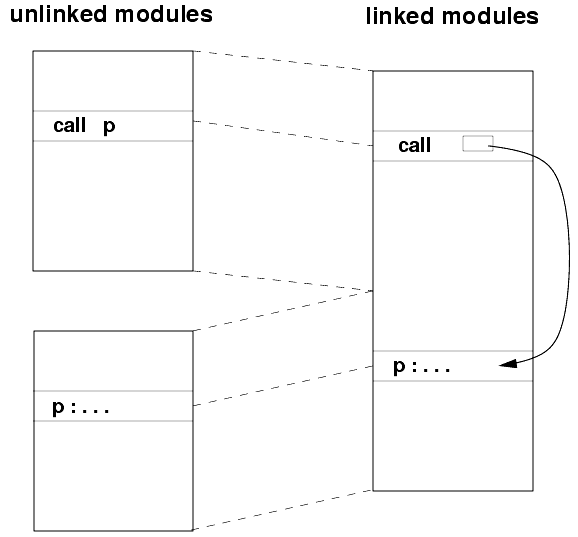 unlinked modules
linked modules
call p
call
p : . . .
p : . . .